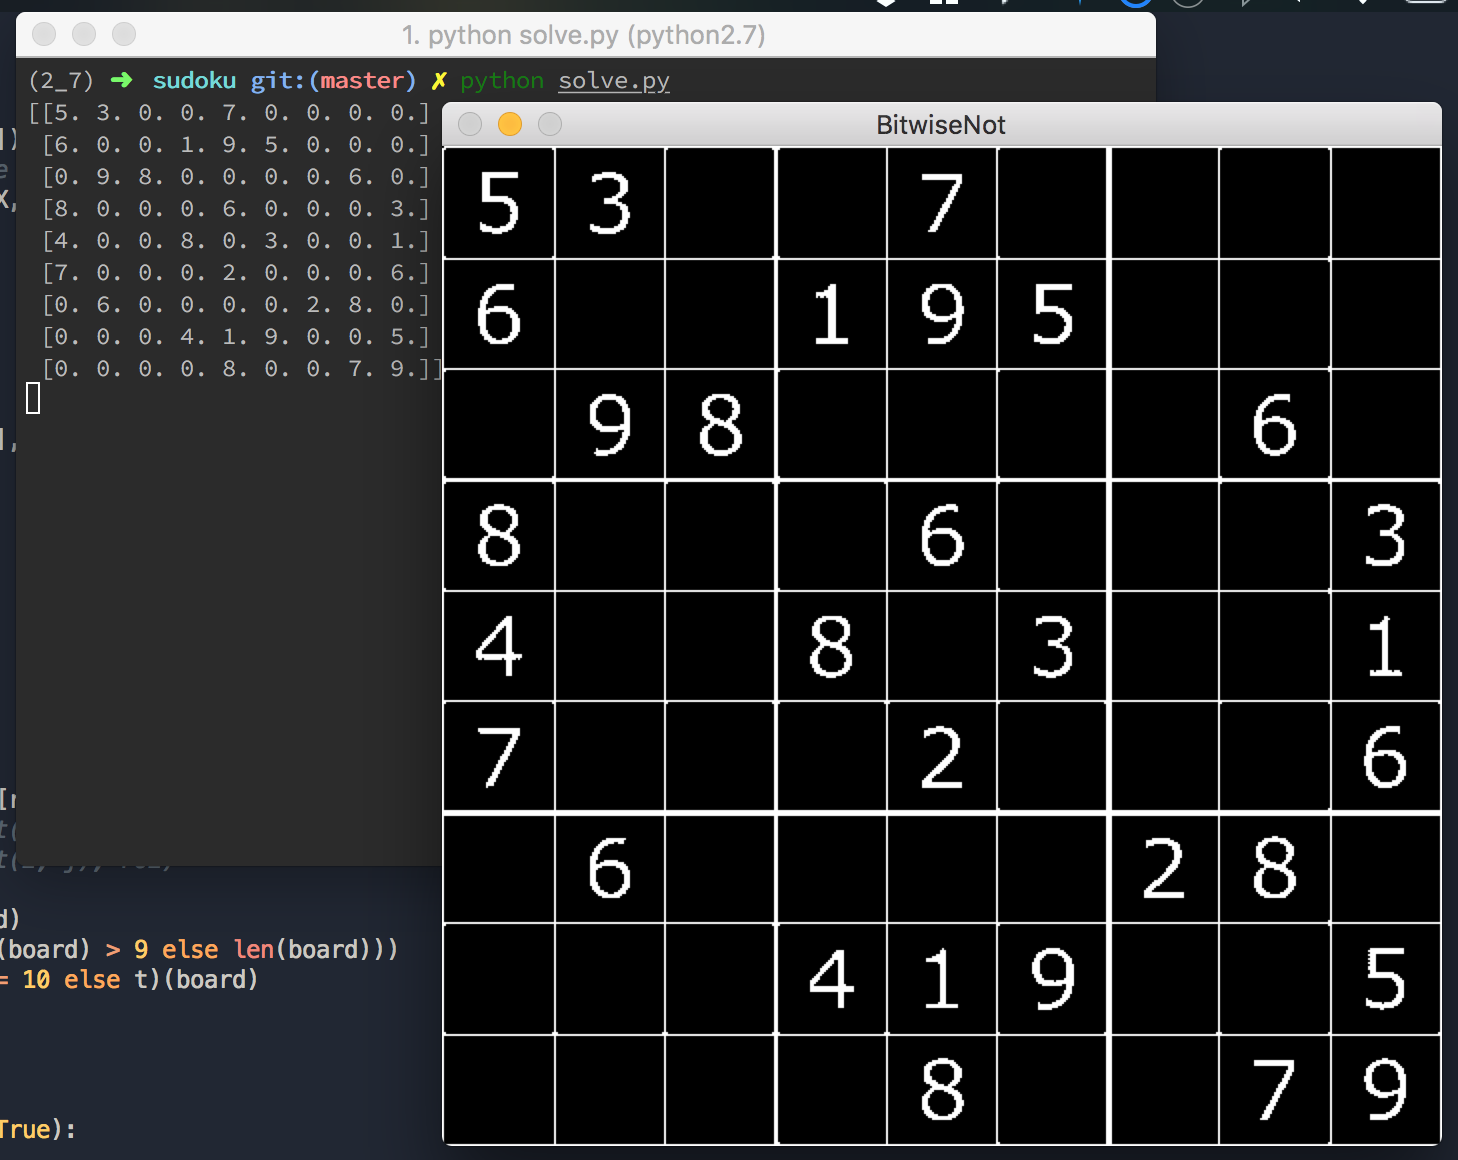 1. python solve.py (python2.7)
(2_7) ➜ sudoku git:(master) ✗ python solve.py
[[5. 3. 0. 0. 7. 0. 0. 0. 0.]
[6. 0. 0. 1. 9. 5. 0. 0. 0.]
[0. 9. 8. 0. 0. 0. 0. 6. 0.]
[8. 0. 0. 0. 6. 0. 0. 0. 3.]
[4. 0. 0. 8. 0. 3. 0. 0. 1.]
[7. 0. 0. 0. 2. 0. 0. 0. 6.]
[0. 6. 0. 0. 0. 0. 2. 8. 0.]
[0. 0. 0. 4. 1. 9. 0. 0. 5.]
[0. 0. 0. 0. 8. 0. 0. 7. 9.]]
BitwiseNot
5 3 7
6 1 9 5
9 8 6
8 6 3
4 8 3 1
7 2 6
6 2 8
4 1 9 5
8 7 9
])
X,
],
[r
t(
d)
(board) > 9 else len(board)))
= 10 else t)(board)
True):